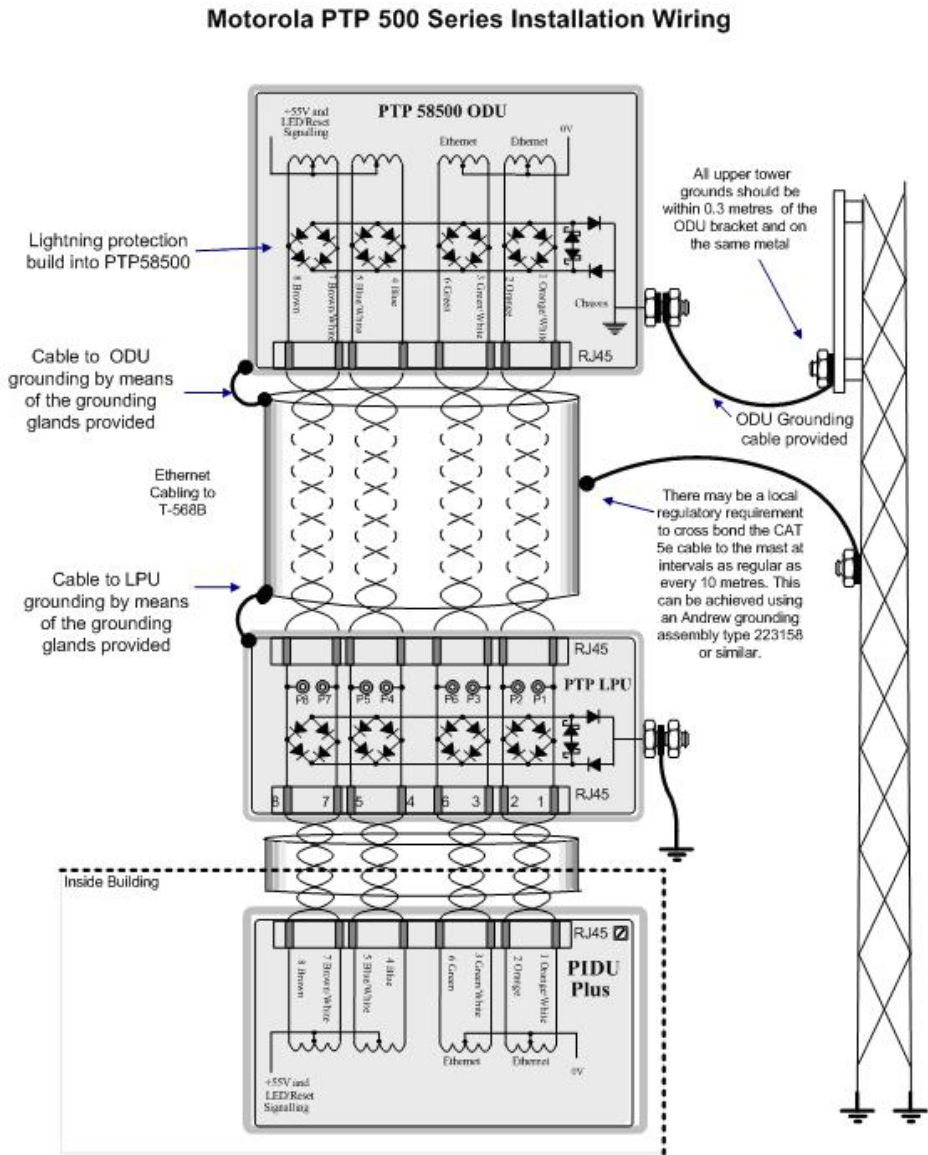 Motorola PTP 500 Series Installation Wiring
+55V and
LED/Reset
Signalling
PTP 58500 ODU
Ethernet
Ethernet
0V
Lightning protection
build into PTP58500
8 Brown
7 Brown/White
5 Blue/White
4 Blue
6 Green
3 Green/White
2 Orange
1 Orange/White
Chassis
RJ45
All upper tower
grounds should be
within 0.3 metres of the
ODU bracket and on
the same metal
Cable to ODU
grounding by means
of the grounding
glands provided
ODU Grounding
cable provided
Ethernet
Cabling to
T-568B
There may be a local
regulatory requirement
to cross bond the CAT
5e cable to the mast at
intervals as regular as
every 10 metres. This
can be achieved using
an Andrew grounding
assembly type 223158
or similar.
Cable to LPU
grounding by means
of the grounding
glands provided
RJ45
PTP LPU
P8 P7 P5 P4 P6 P3 P2 P1
8 7 5 4 6 3 2 1
RJ45
Inside Building
RJ45
PIDU
Plus
8 Brown
7 Brown/White
5 Blue/White
4 Blue
6 Green
3 Green/White
2 Orange
1 Orange/White
Ethernet
Ethernet
0V
+55V and
LED/Reset
Signalling